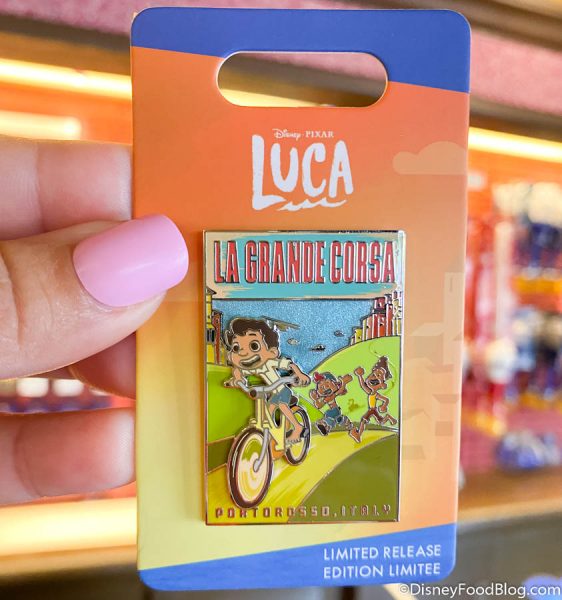 Disney · PIXAR
LUCA
LA GRANDE CORSA
PORTOROSSO, ITALY
LIMITED RELEASE
EDITION LIMITEE
©DisneyFoodBlog.com